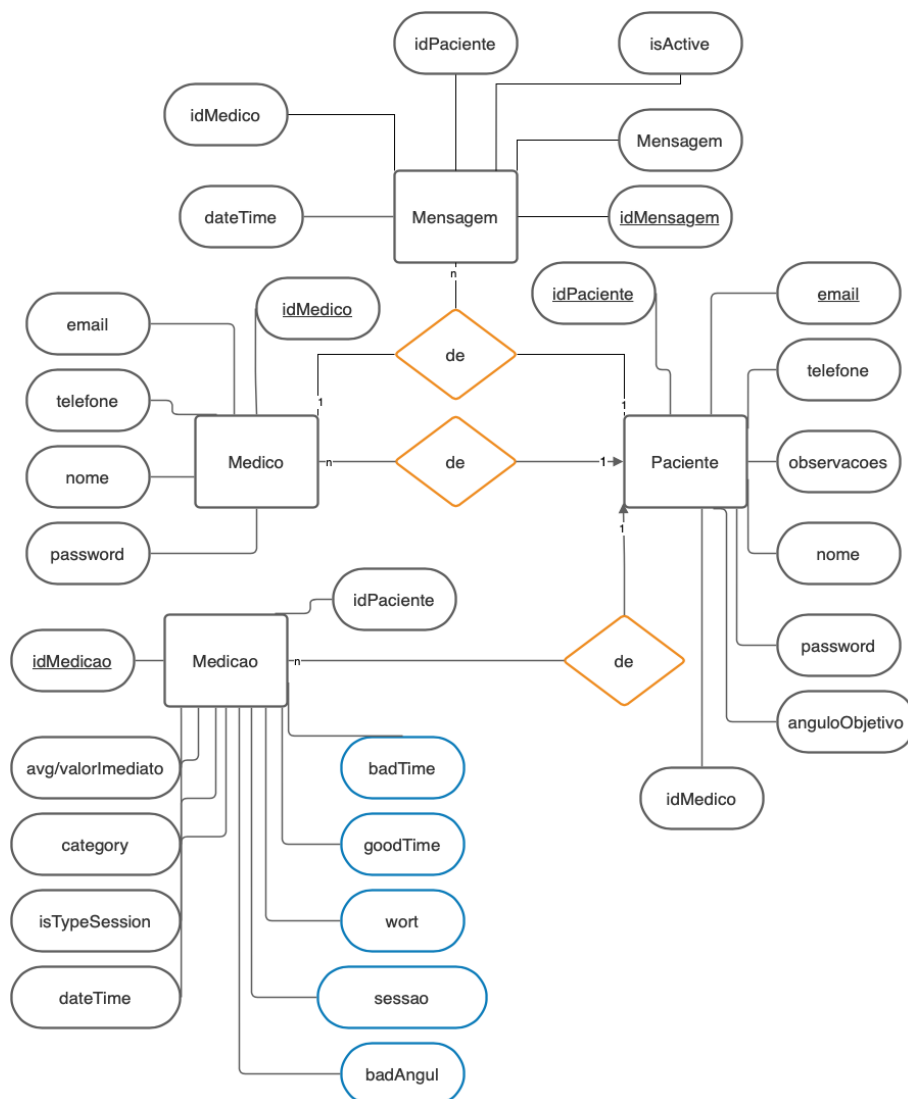 idPaciente
isActive
idMedico
Mensagem
dateTime
Mensagem
idMensagem
n
idPaciente
email
idMedico
email
de
telefone
telefone
1
1
Medico
n
de
1
Paciente
observacoes
nome
nome
password
1
idPaciente
idMedicao
Medicao
n
de
password
anguloObjetivo
avg/valorImediato
badTime
idMedico
category
goodTime
isTypeSession
wort
dateTime
sessao
badAngul